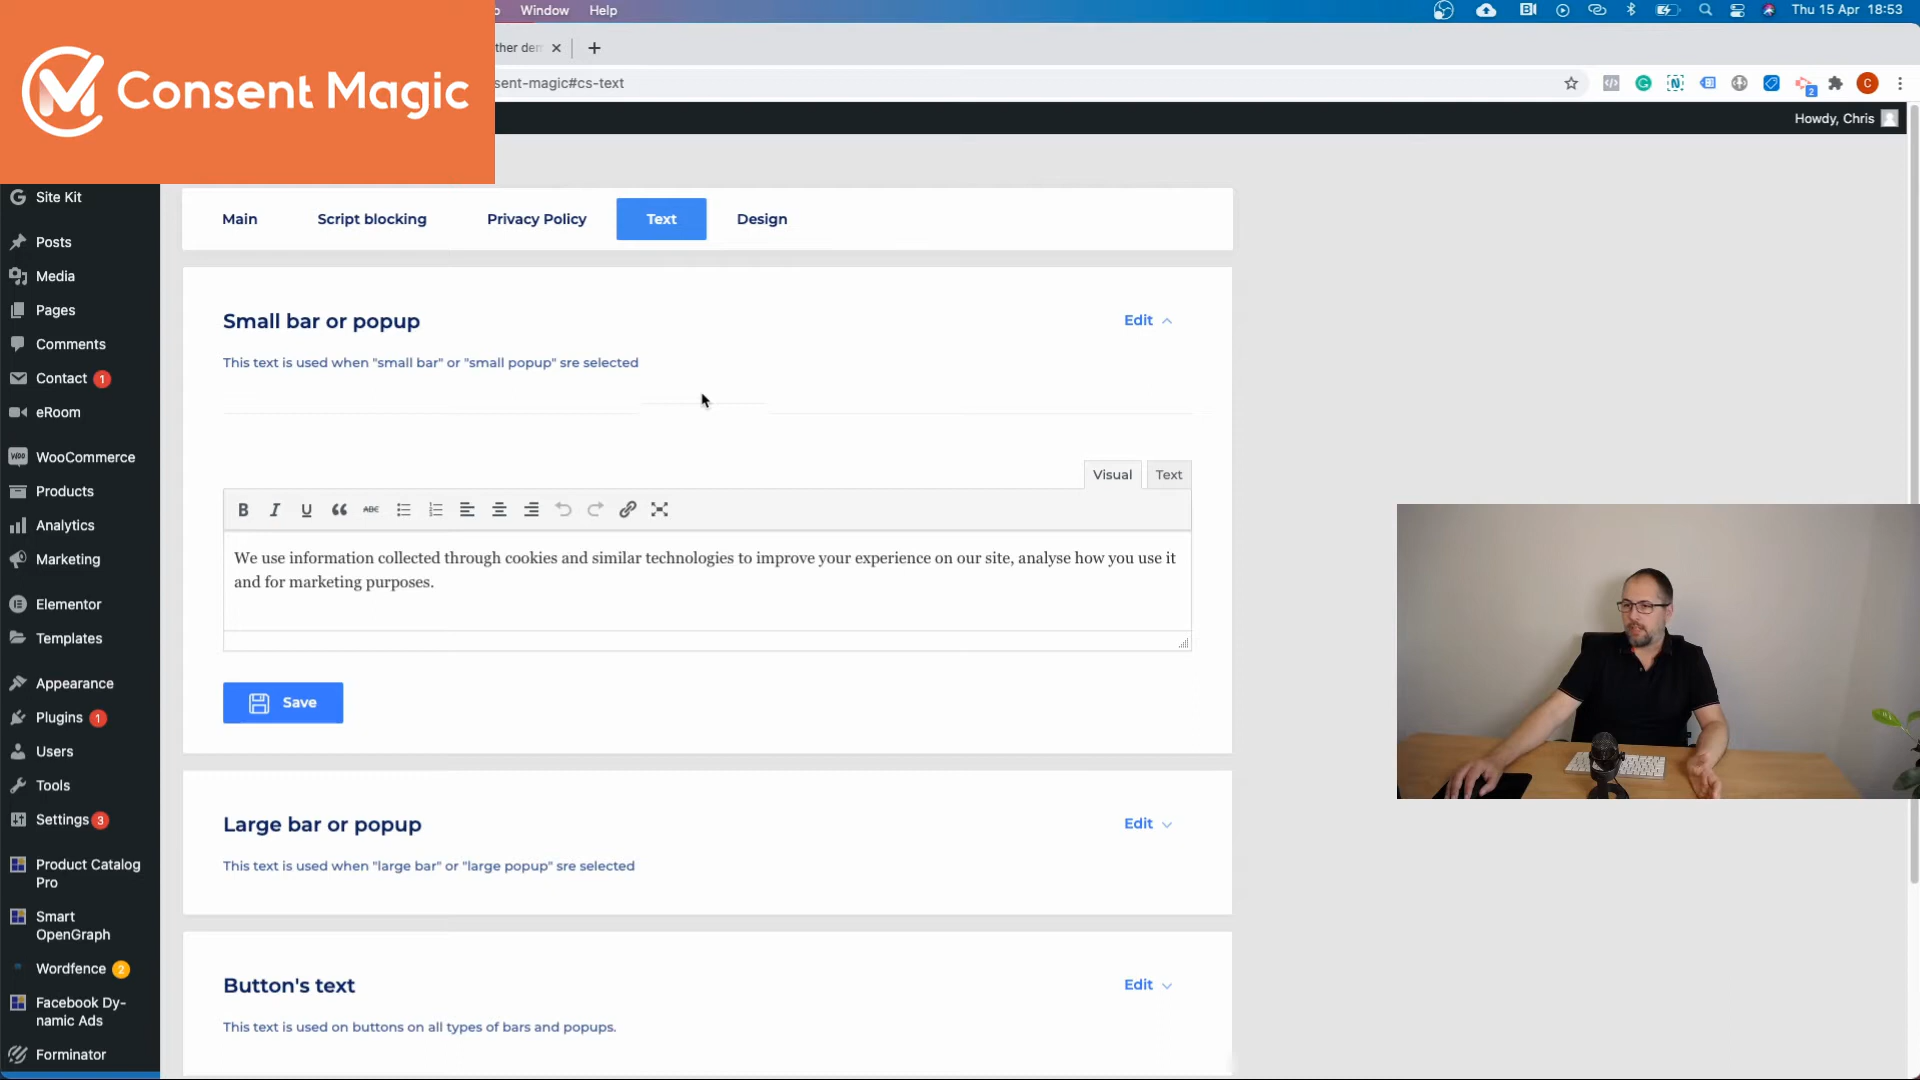 Window Help
Thu 15 Apr 18:53
Consent Magic
ther den
sent-magic#cs-text
2
C
Howdy, Chris
Site Kit
Posts
Media
Pages
Comments
Contact 1
eRoom
WooCommerce
Products
Analytics
Marketing
Elementor
Templates
Appearance
Plugins 1
Users
Tools
Settings 3
Product Catalog
Pro
Smart
OpenGraph
Wordfence 2
Facebook Dy-
namic Ads
Forminator
Main Script blocking Privacy Policy Text Design
Small bar or popup
Edit
This text is used when "small bar" or "small popup" sre selected
Visual Text
B I U ABC
We use information collected through cookies and similar technologies to improve your experience on our site, analyse how you use it
and for marketing purposes.
Save
Large bar or popup
Edit
This text is used when "large bar" or "large popup" sre selected
Button's text
Edit
This text is used on buttons on all types of bars and popups.